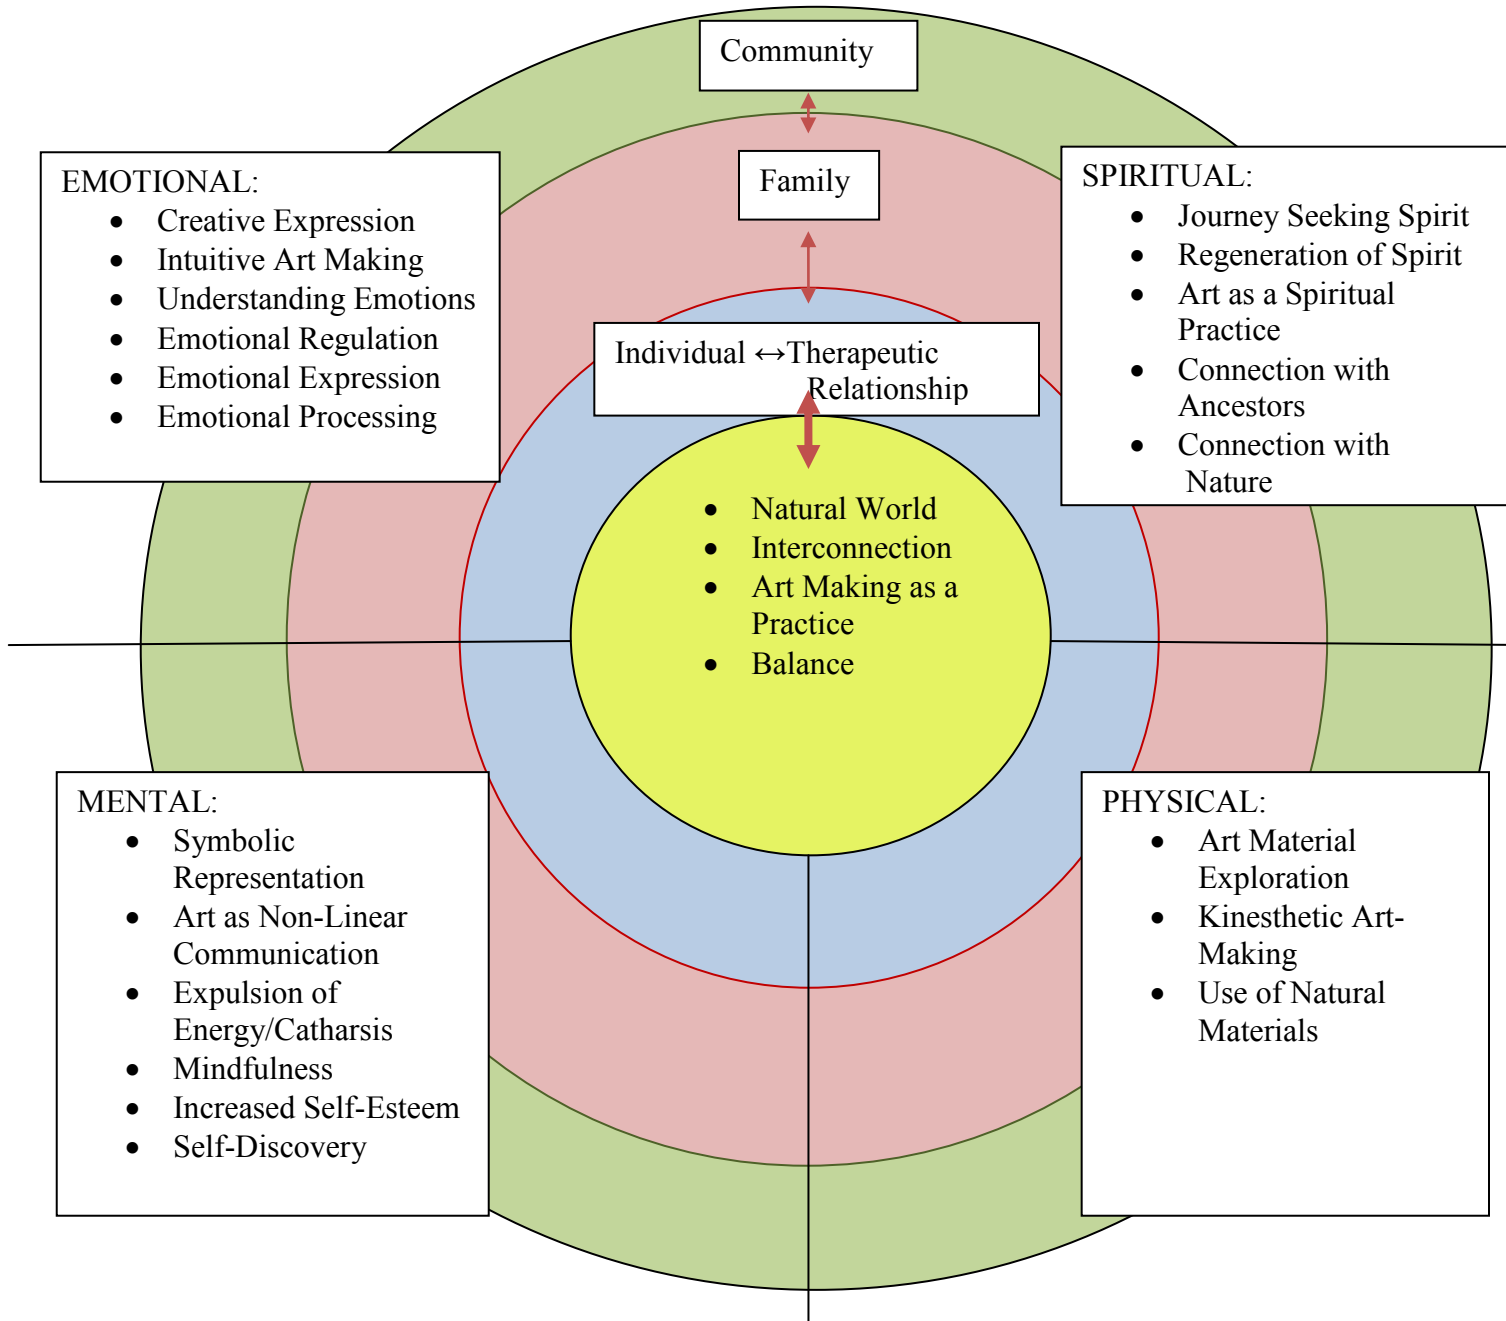 Community
Family
Individual ↔Therapeutic
Relationship
EMOTIONAL:
• Creative Expression
• Intuitive Art Making
• Understanding Emotions
• Emotional Regulation
• Emotional Expression
• Emotional Processing
SPIRITUAL:
• Journey Seeking Spirit
• Regeneration of Spirit
• Art as a Spiritual
Practice
• Connection with
Ancestors
• Connection with
Nature
• Natural World
• Interconnection
• Art Making as a
Practice
• Balance
MENTAL:
• Symbolic
Representation
• Art as Non-Linear
Communication
• Expulsion of
Energy/Catharsis
• Mindfulness
• Increased Self-Esteem
• Self-Discovery
PHYSICAL:
• Art Material
Exploration
• Kinesthetic Art-
Making
• Use of Natural
Materials